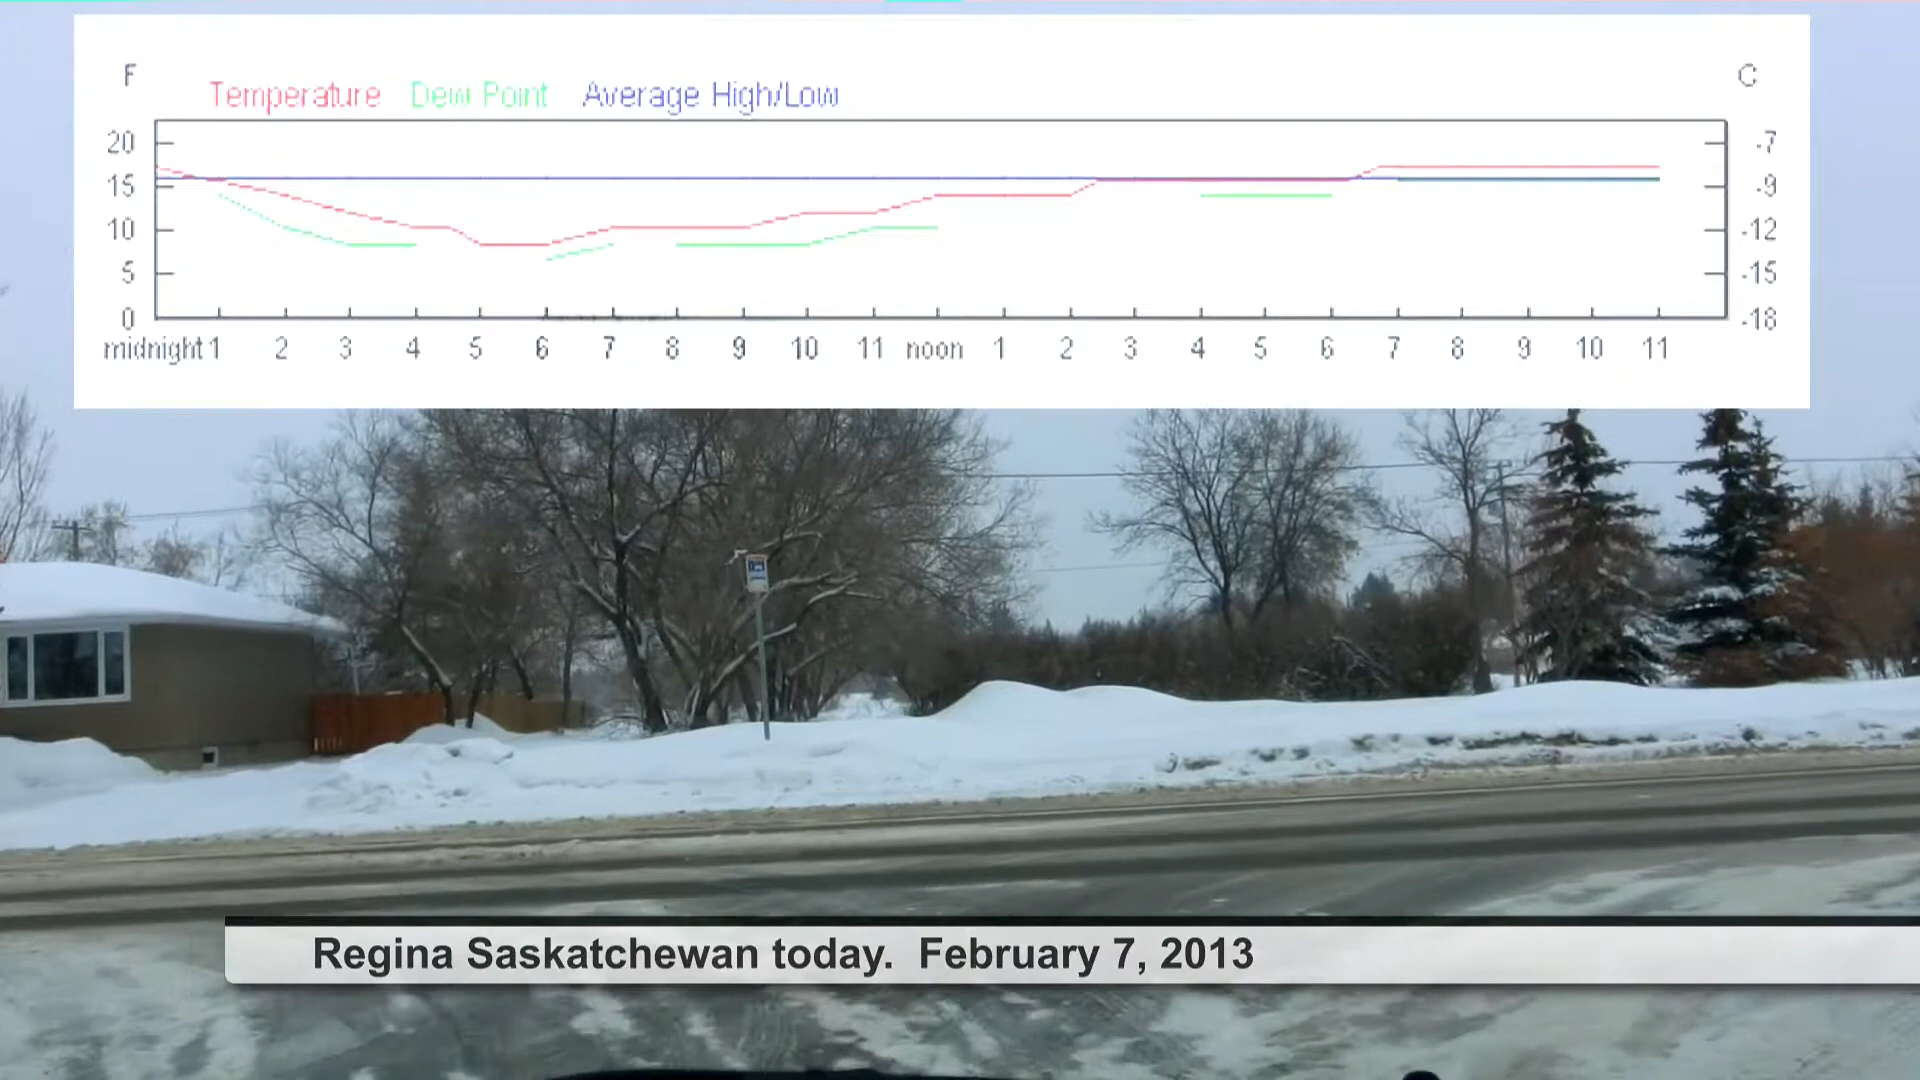 F
C
Temperature Dew Point Average High/Low
20 -7
15 -9
10 -12
5 -15
0 -18
midnight 1 2 3 4 5 6 7 8 9 10 11 noon 1 2 3 4 5 6 7 8 9 10 11
Regina Saskatchewan today. February 7, 2013